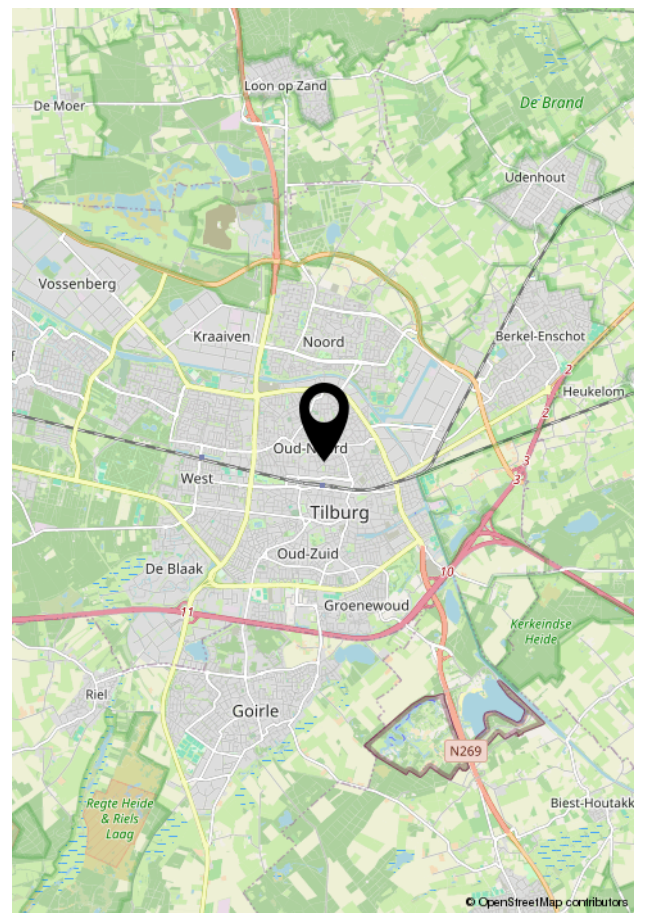 Loon op Zand
De Moer
De Brand
Udenhout
Vossenberg
Kraaiven
Noord
Berkel-Enschot
f
2
Heukelom
2
Oud-Noord
3
West
3
Tilburg
Oud-Zuid
De Blaak
10
Groenewoud
11
Kerkeindse
Heide
Riel
Goirle
N269
Regte Heide
& Riels
Laag
Biest-Houtakk
© OpenStreetMap contributors